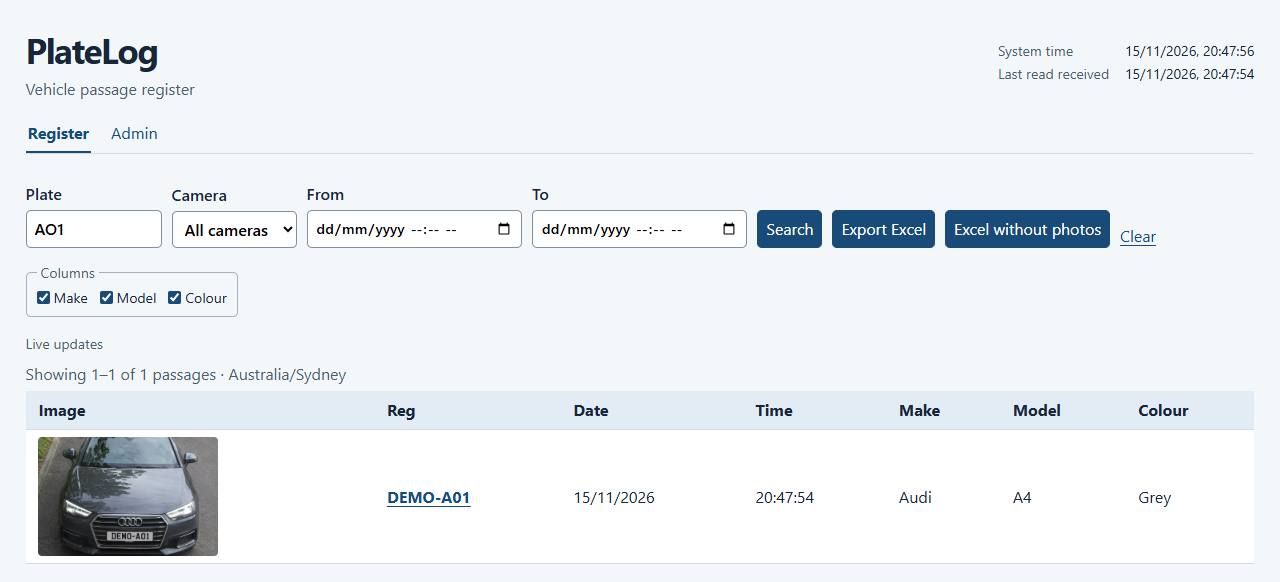 PlateLog
Vehicle passage register
System time 15/11/2026, 20:47:56
Last read received 15/11/2026, 20:47:54
Register Admin
Plate Camera From To
AO1 All cameras dd/mm/yyyy --:-- -- dd/mm/yyyy --:-- -- Search Export Excel Excel without photos Clear
Columns
Make Model Colour
Live updates
Showing 1–1 of 1 passages · Australia/Sydney
Image Reg Date Time Make Model Colour
DEMO-A01 15/11/2026 20:47:54 Audi A4 Grey
DEMO-A01